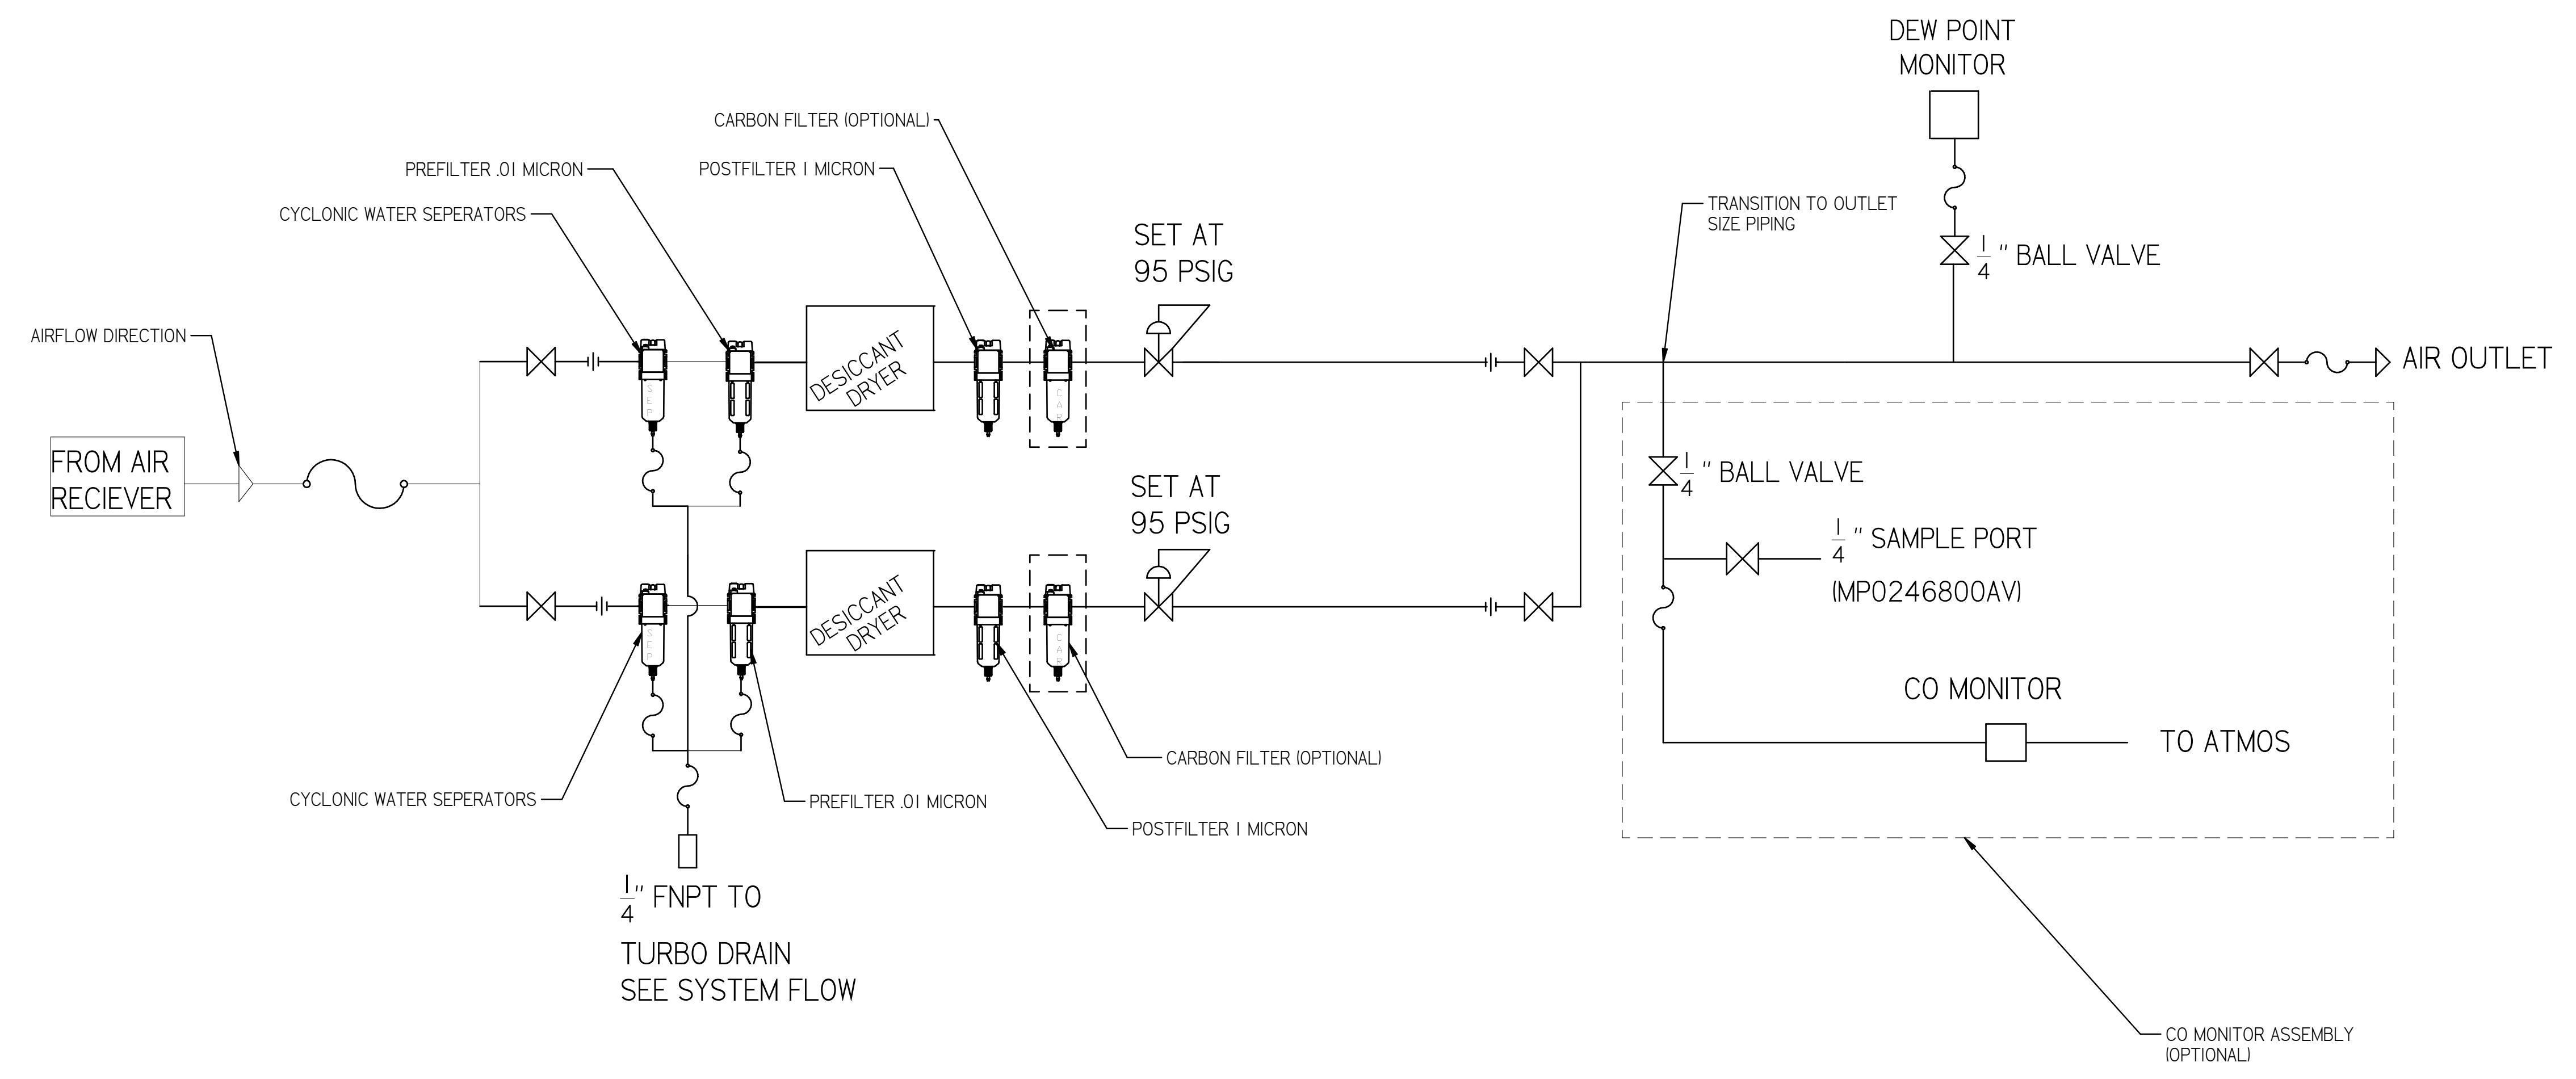 DEW POINT
MONITOR
CARBON FILTER (OPTIONAL)
PREFILTER .01 MICRON
POSTFILTER 1 MICRON
CYCLONIC WATER SEPERATORS
TRANSITION TO OUTLET
SIZE PIPING
SET AT
95 PSIG
1/4 " BALL VALVE
AIRFLOW DIRECTION
SEP
DESICCANT
DRYER
CAR
AIR OUTLET
FROM AIR
RECIEVER
1/4 " BALL VALVE
SET AT
95 PSIG
1/4 " SAMPLE PORT
(MP0246800AV)
SEP
DESICCANT
DRYER
CAR
CO MONITOR
TO ATMOS
CARBON FILTER (OPTIONAL)
CYCLONIC WATER SEPERATORS
PREFILTER .01 MICRON
POSTFILTER 1 MICRON
1/4" FNPT TO
TURBO DRAIN
SEE SYSTEM FLOW
CO MONITOR ASSEMBLY
(OPTIONAL)